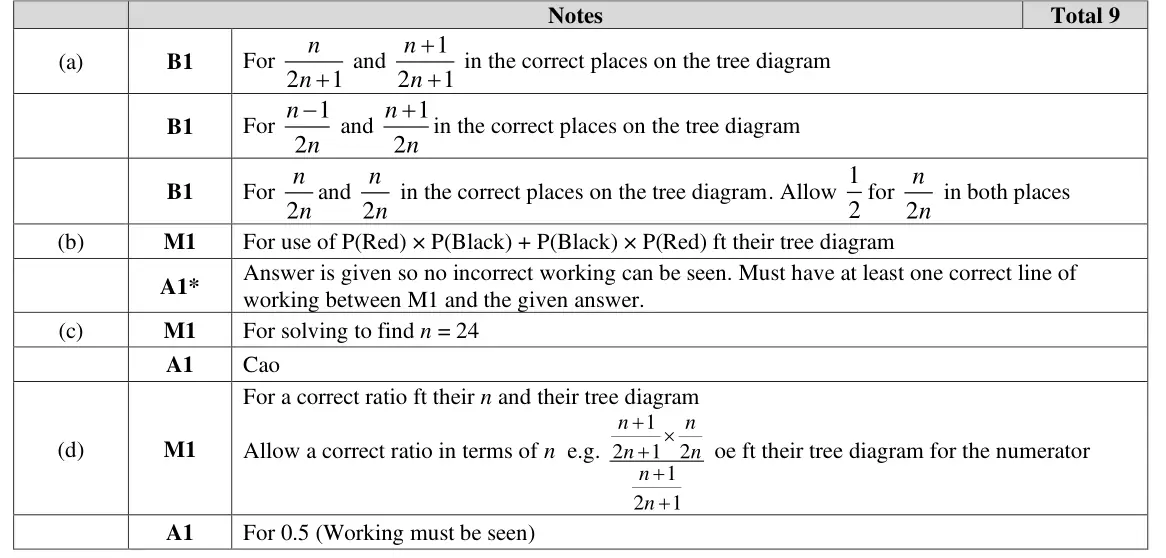 Notes Total 9
(a) B1 For n/(2n+1) and (n+1)/(2n+1) in the correct places on the tree diagram
B1 For (n−1)/2n and (n+1)/2n in the correct places on the tree diagram
B1 For n/2n and n/2n in the correct places on the tree diagram. Allow 1/2 for n/2n in both places
(b) M1 For use of P(Red) × P(Black) + P(Black) × P(Red) ft their tree diagram
A1* Answer is given so no incorrect working can be seen. Must have at least one correct line of
working between M1 and the given answer.
(c) M1 For solving to find n = 24
A1 Cao
(d) M1 For a correct ratio ft their n and their tree diagram
Allow a correct ratio in terms of n e.g. ((n+1)/(2n+1) × n/2n)/((n+1)/(2n+1)) oe ft their tree diagram for the numerator
A1 For 0.5 (Working must be seen)